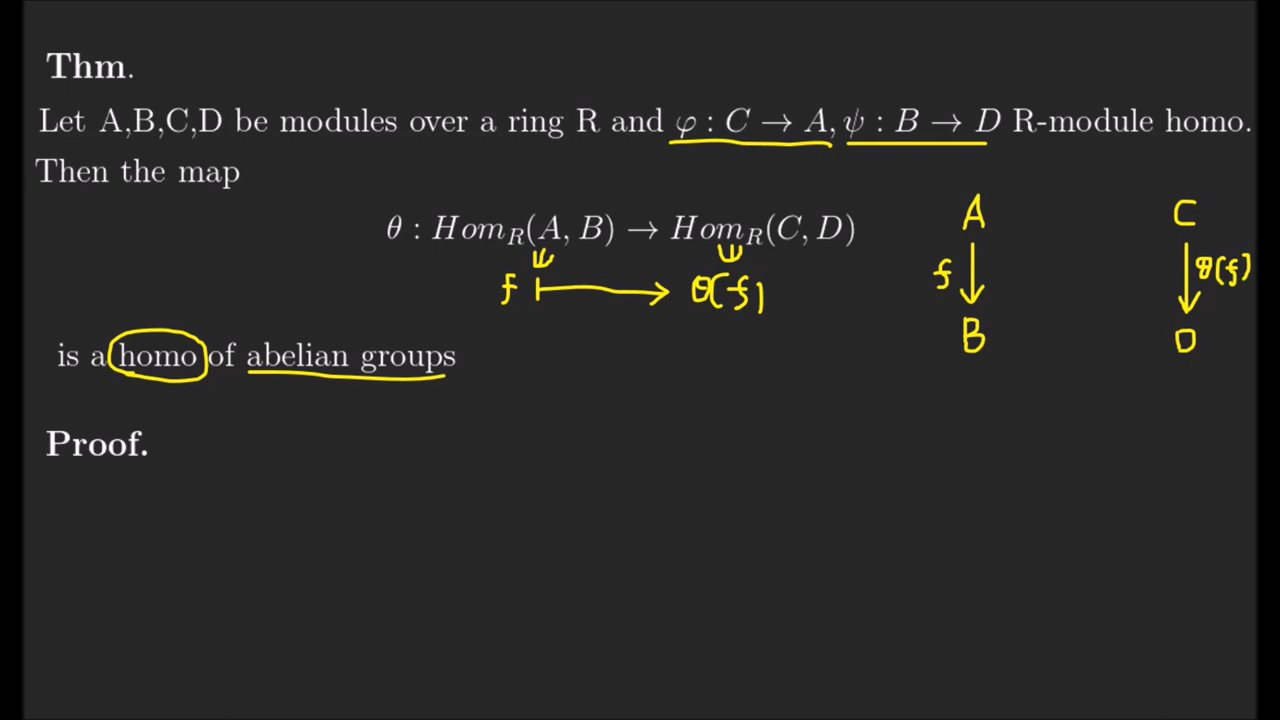 Thm.
Let A,B,C,D be modules over a ring R and φ : C → A, ψ : B → D R-module homo.
Then the map
θ : Hom_R(A, B) → Hom_R(C, D)
f ↦ θ(f)
A C
f θ(f)
B D
is a homo of abelian groups
Proof.